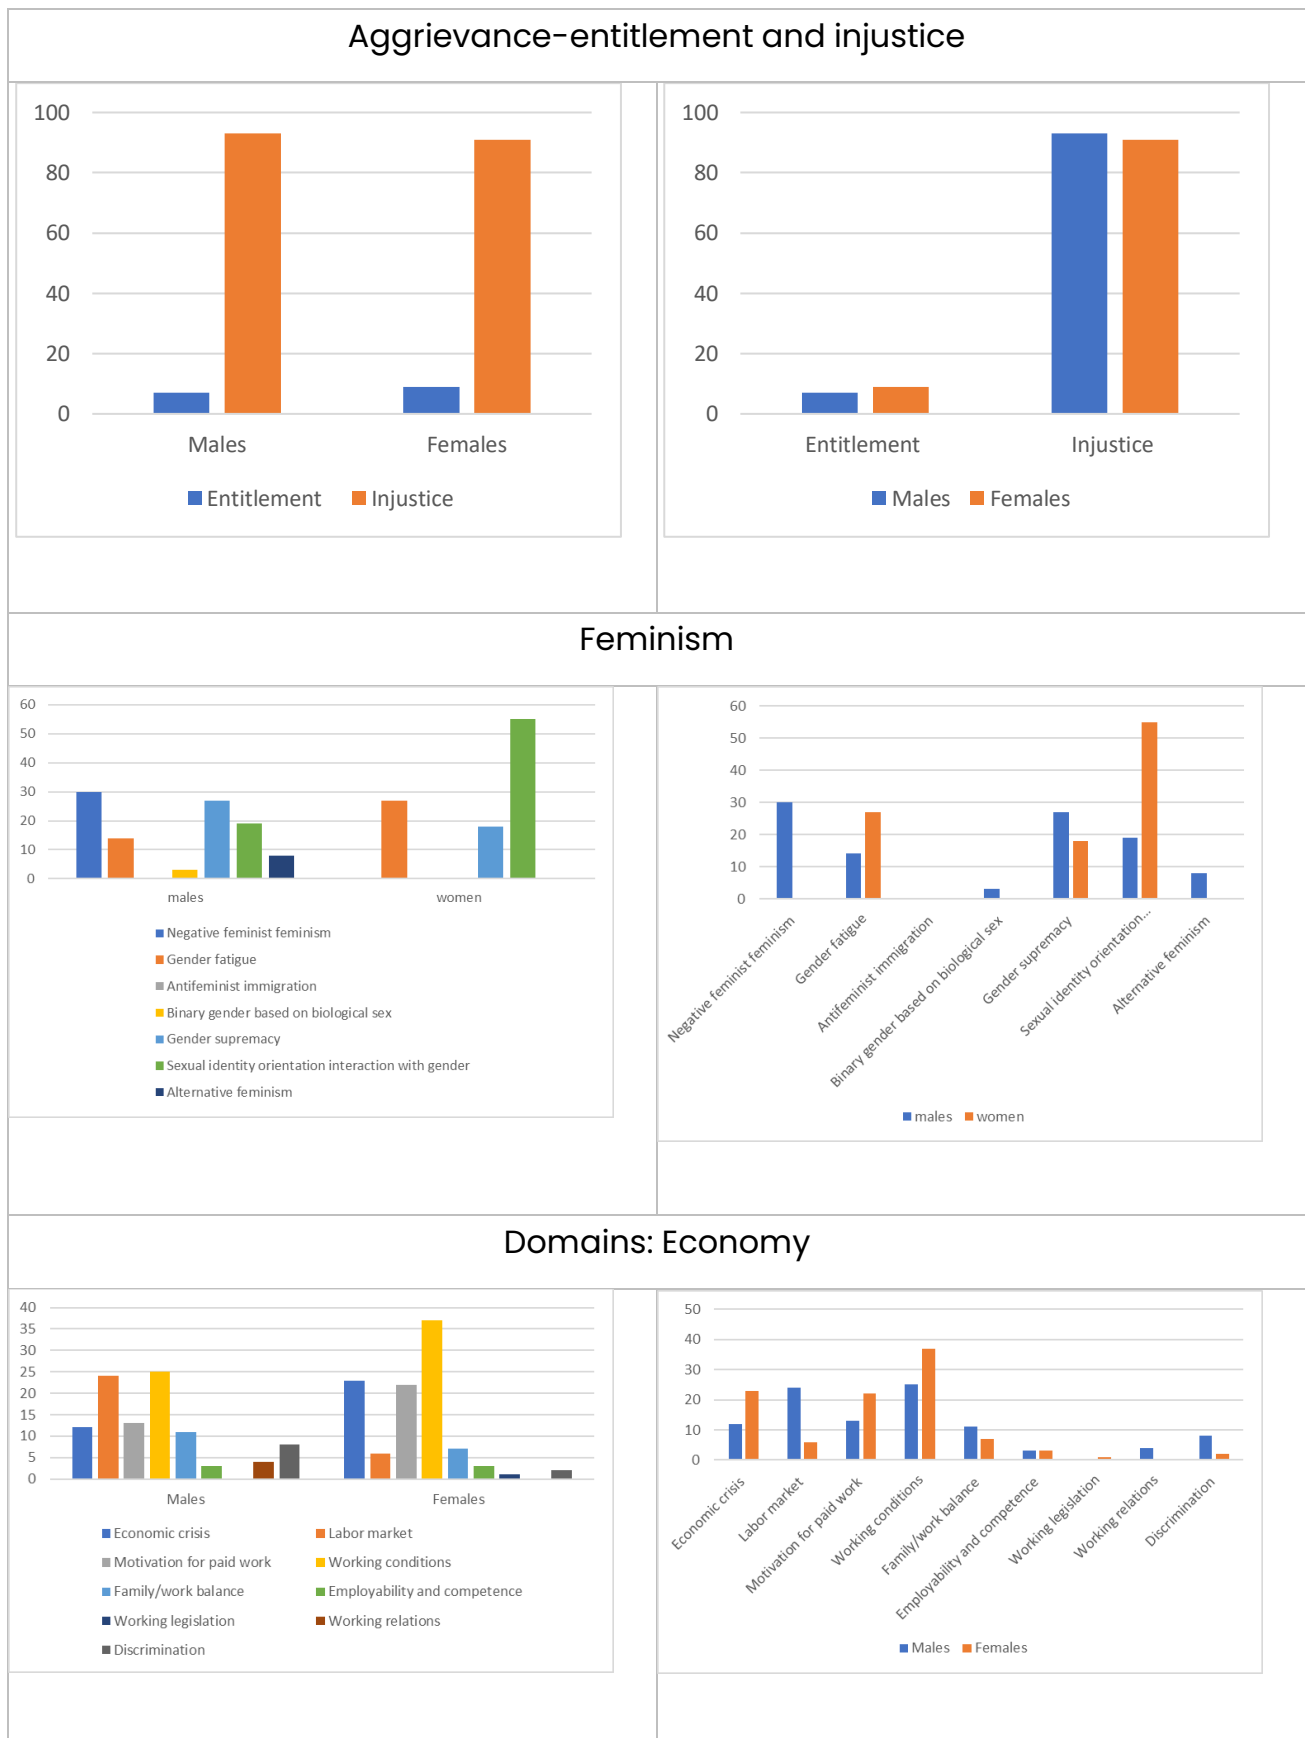 Aggrievance-entitlement and injustice
100
80
60
40
20
0
Males Females
Entitlement Injustice
100
80
60
40
20
0
Entitlement Injustice
Males Females
Feminism
60
50
40
30
20
10
0
males women
Negative feminist feminism
Gender fatigue
Antifeminist immigration
Binary gender based on biological sex
Gender supremacy
Sexual identity orientation interaction with gender
Alternative feminism
60
50
40
30
20
10
0
Negative feminist feminism
Gender fatigue
Antifeminist immigration
Binary gender based on biological sex
Gender supremacy
Sexual identity orientation...
Alternative feminism
males women
Domains: Economy
40
35
30
25
20
15
10
5
0
Males Females
Economic crisis Labor market
Motivation for paid work Working conditions
Family/work balance Employability and competence
Working legislation Working relations
Discrimination
50
40
30
20
10
0
Economic crisis
Labor market
Motivation for paid work
Working conditions
Family/work balance
Employability and competence
Working legislation
Working relations
Discrimination
Males Females